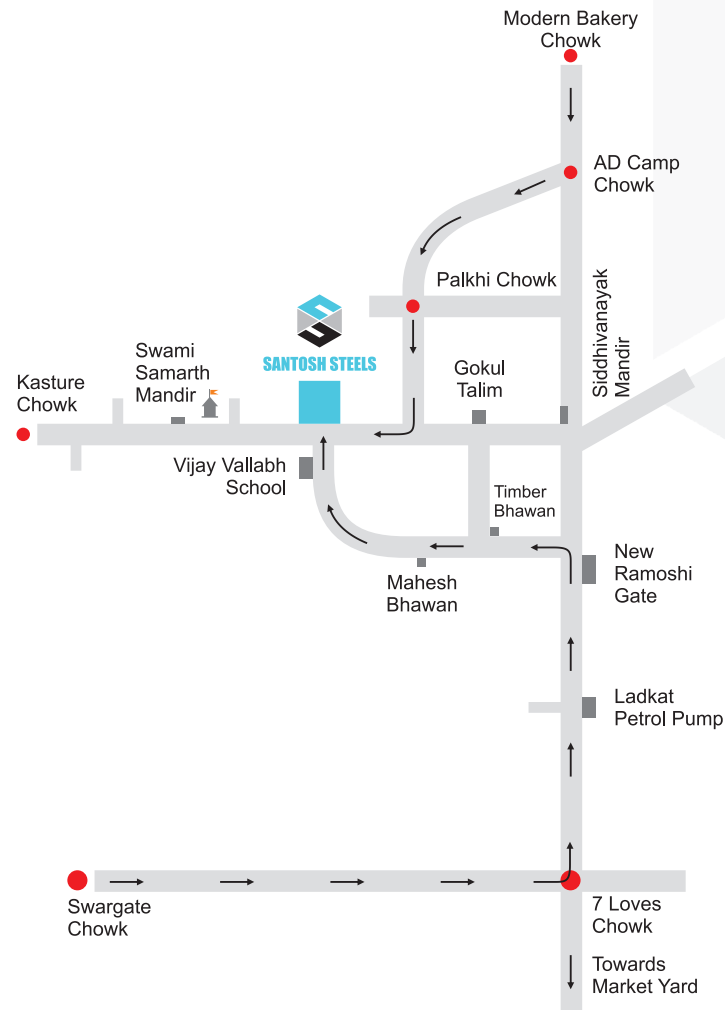 Modern Bakery
Chowk
AD Camp
Chowk
Palkhi Chowk
Siddhivanayak
Mandir
SANTOSH STEELS
Swami
Samarth
Mandir
Gokul
Talim
Kasture
Chowk
Vijay Vallabh
School
Timber
Bhawan
Mahesh
Bhawan
New
Ramoshi
Gate
Ladkat
Petrol Pump
Swargate
Chowk
7 Loves
Chowk
Towards
Market Yard